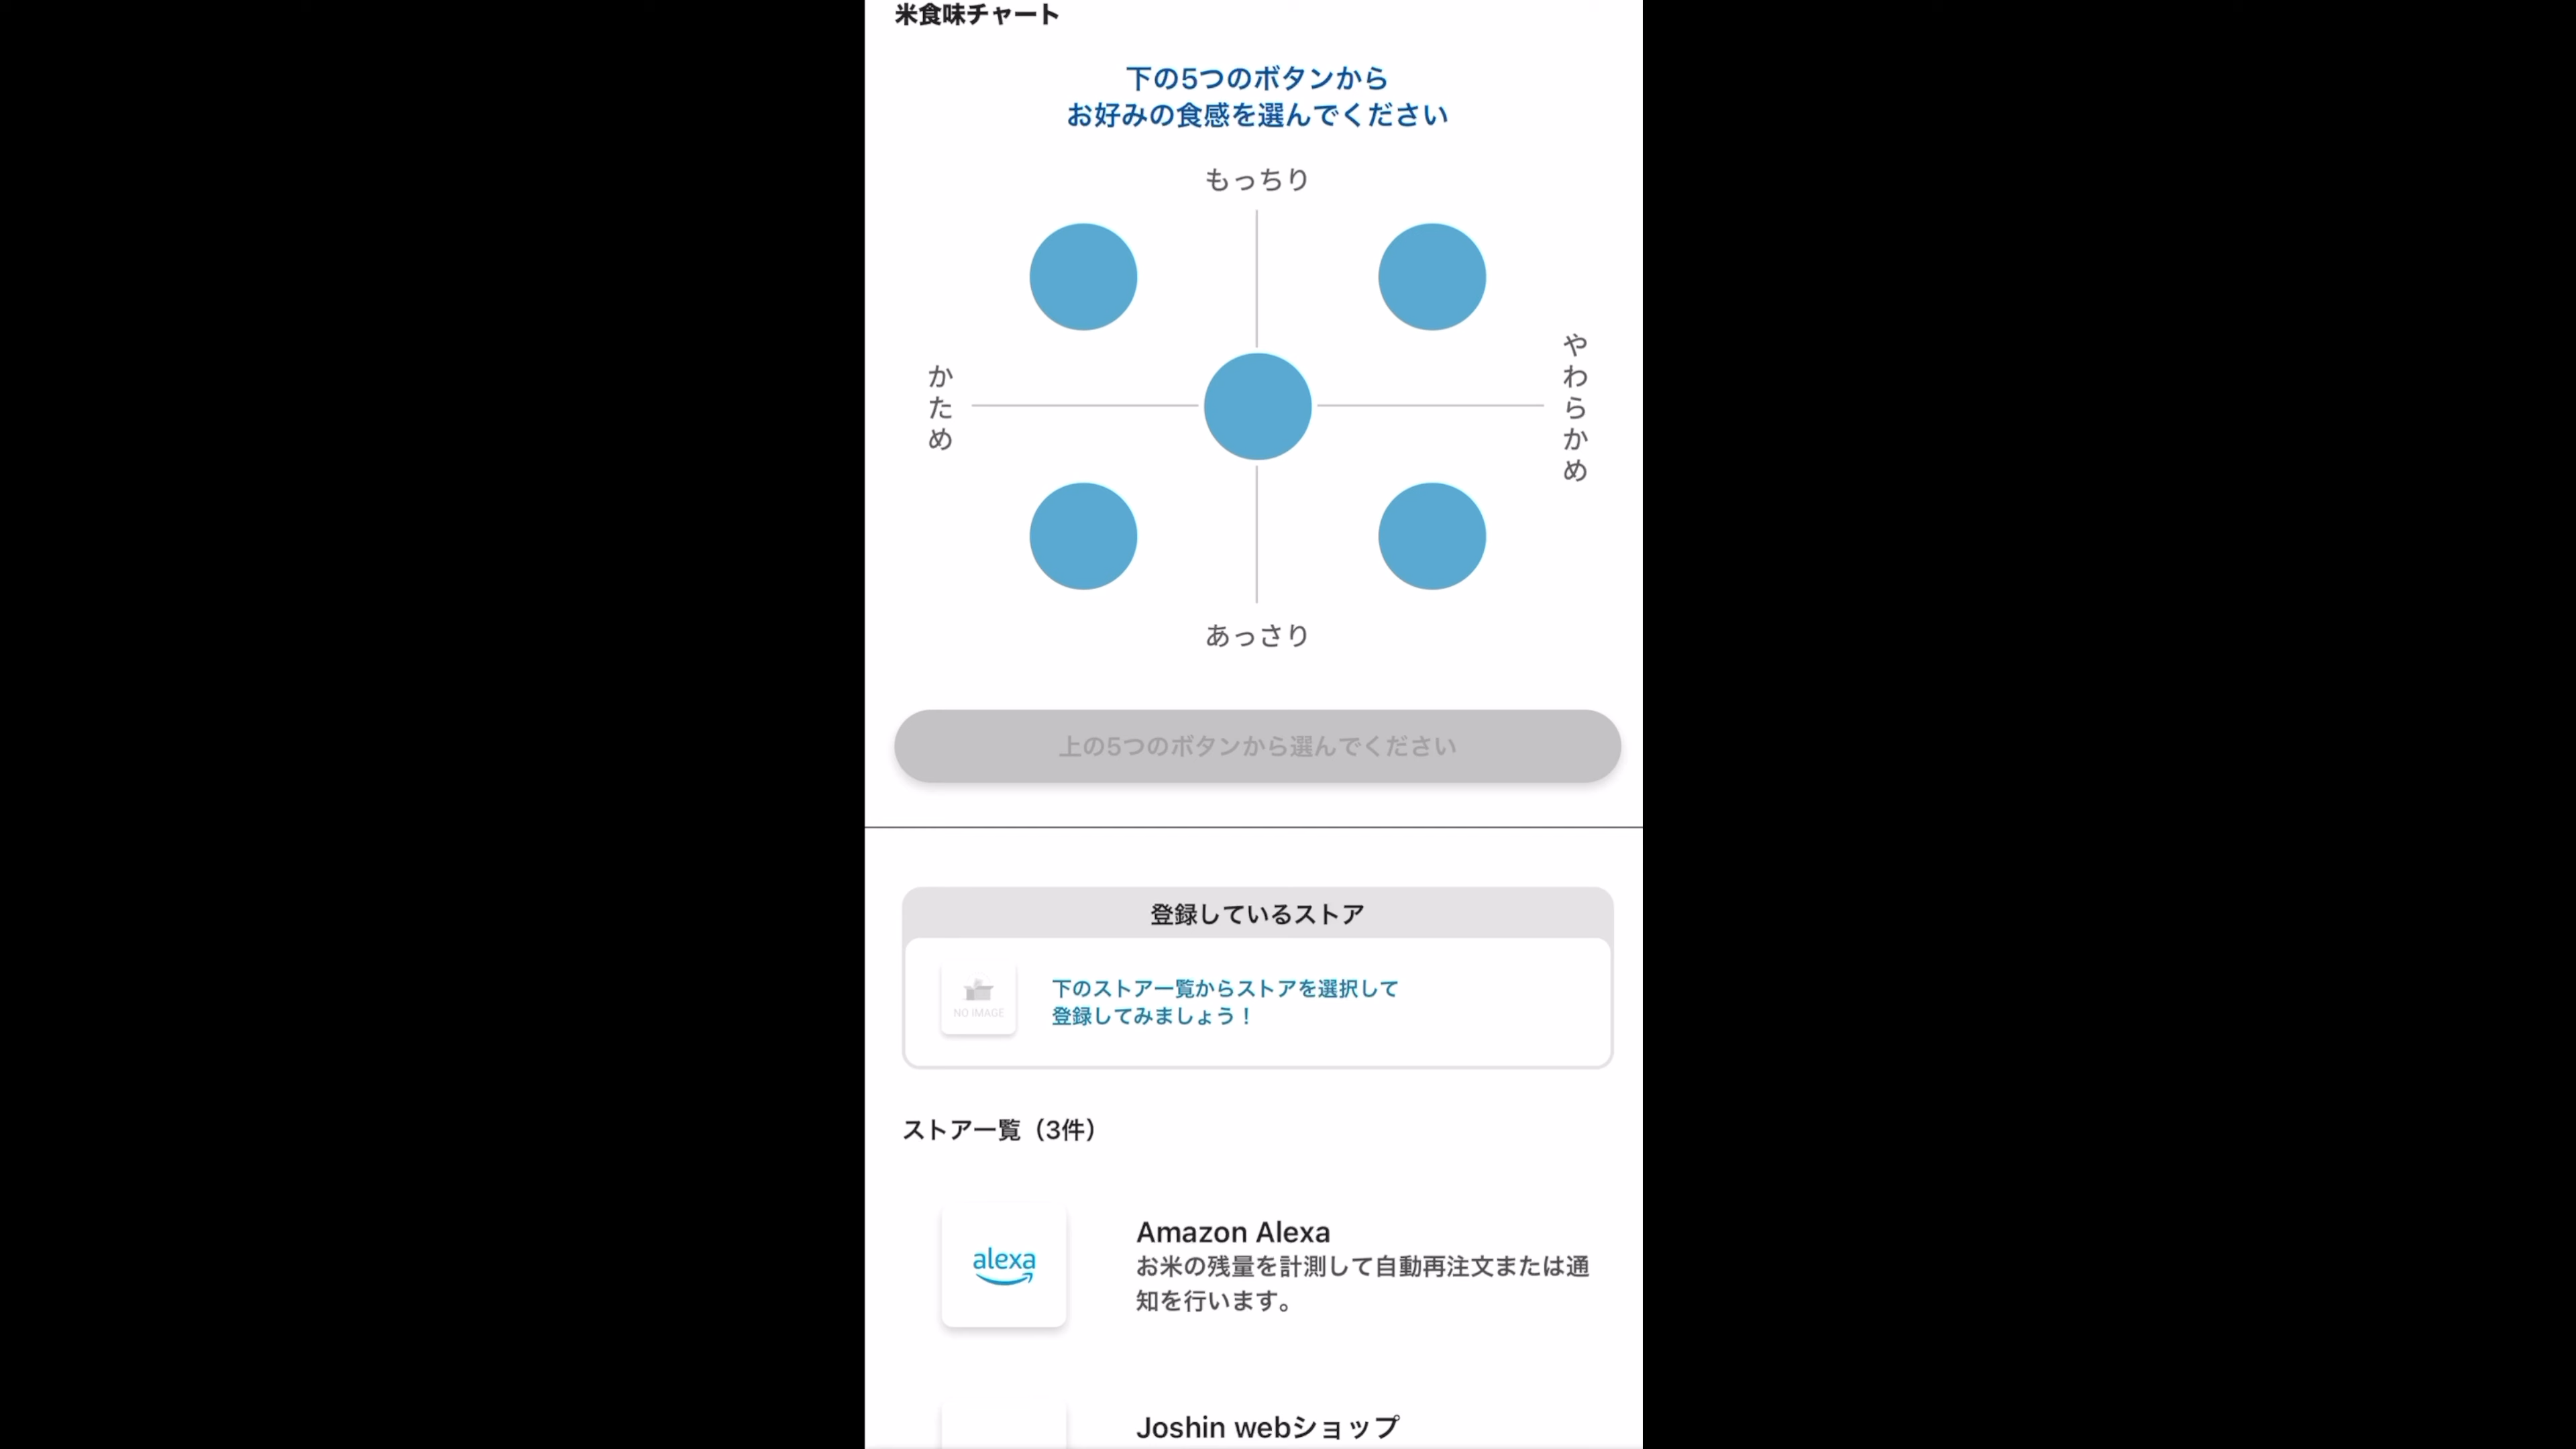 米食味チャート
下の5つのボタンから
お好みの食感を選んでください
もっちり
かため
やわらかめ
あっさり
上の5つのボタンから選んでください
登録しているストア
NO IMAGE
下のストア一覧からストアを選択して
登録してみましょう！
ストア一覧（3件）
alexa
Amazon Alexa
お米の残量を計測して自動再注文または通
知を行います。
Joshin webショップ